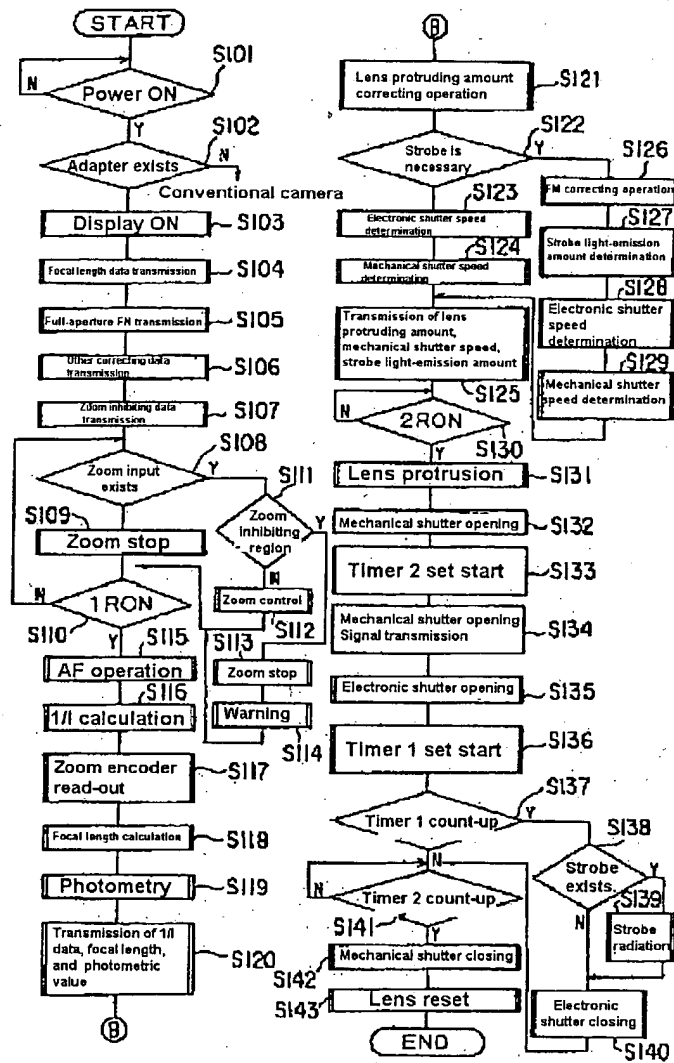 START
S101
N
Power ON
Y
S102
Adapter exists
N
Conventional camera
Display ON
S103
Focal length data transmission
S104
Full-aperture FN transmission
S105
Other correcting data
transmission
S106
Zoom inhibiting data
transmission
S107
S108
Zoom input
exists
Y
S111
Zoom
inhibiting
region
Y
N
S109
Zoom stop
Zoom control
S112
N
1 RON
S110
Y
S113
Zoom stop
Warning
S114
S115
AF operation
S116
1/l calculation
Zoom encoder
read-out
S117
Focal length calculation
S118
Photometry
S119
Transmission of 1/l
data, focal length,
and photometric
value
S120
B
B
Lens protruding amount
correcting operation
S121
S122
Strobe is
necessary
Y
S126
FM correcting operation
S127
Strobe light-emission
amount determination
S128
Electronic shutter
speed
determination
S129
Mechanical shutter
speed determination
S123
Electronic shutter speed
determination
S124
Mechanical shutter speed
determination
Transmission of lens
protruding amount,
mechanical shutter speed,
strobe light-emission amount
S125
N
2 RON
S130
Y
Lens protrusion
S131
Mechanical shutter opening
S132
Timer 2 set start
S133
Mechanical shutter opening
Signal transmission
S134
Electronic shutter opening
S135
Timer 1 set start
S136
S137
Timer 1 count-up
Y
N
S138
Strobe
exists.
Y
S139
N
Strobe
radiation
Electronic
shutter closing
S140
N
Timer 2 count-up
S141
Y
Mechanical shutter closing
S142
Lens reset
S143
END